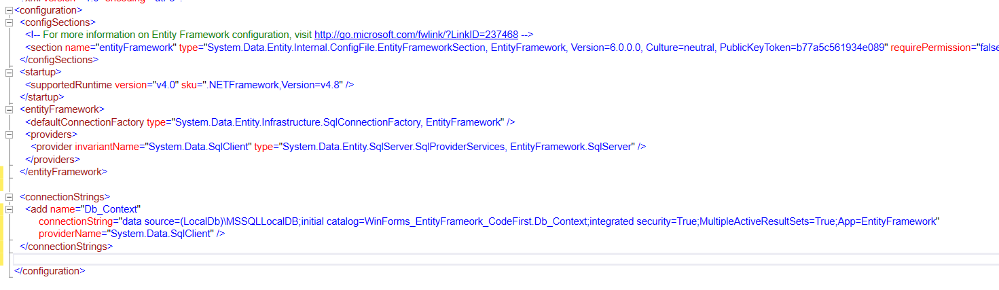 <configuration>
<configSections>
<!-- For more information on Entity Framework configuration, visit http://go.microsoft.com/fwlink/?LinkID=237468 -->
<section name="entityFramework" type="System.Data.Entity.Internal.ConfigFile.EntityFrameworkSection, EntityFramework, Version=6.0.0.0, Culture=neutral, PublicKeyToken=b77a5c561934e089" requirePermission="false
</configSections>
<startup>
<supportedRuntime version="v4.0" sku=".NETFramework,Version=v4.8" />
</startup>
<entityFramework>
<defaultConnectionFactory type="System.Data.Entity.Infrastructure.SqlConnectionFactory, EntityFramework" />
<providers>
<provider invariantName="System.Data.SqlClient" type="System.Data.Entity.SqlServer.SqlProviderServices, EntityFramework.SqlServer" />
</providers>
</entityFramework>
<connectionStrings>
<add name="Db_Context"
connectionString="data source=(LocalDb)\MSSQLLocalDB;initial catalog=WinForms_EntityFrameork_CodeFirst.Db_Context;integrated security=True;MultipleActiveResultSets=True;App=EntityFramework"
providerName="System.Data.SqlClient" />
</connectionStrings>
</configuration>